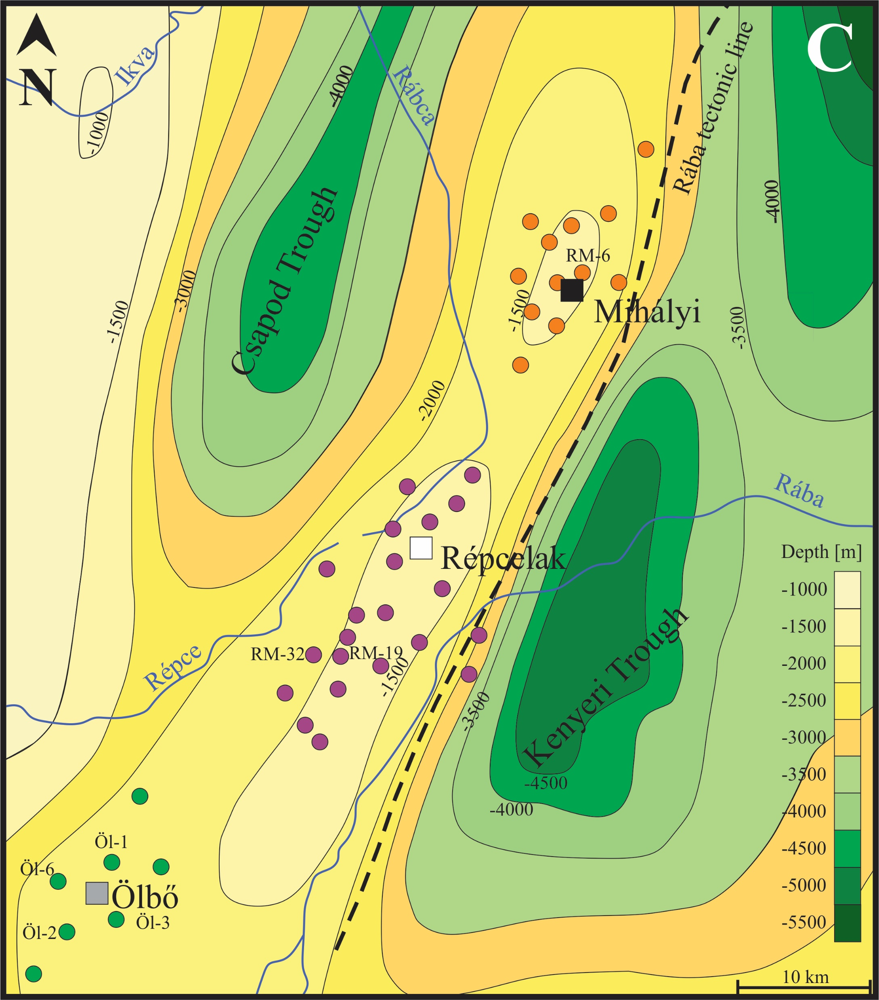 C
N
Ikva
-1000
-4000
Rábca
Rába tectonic line
-4000
Csapod Trough
RM-6
-3000
-1500
-1500
Mihályi
-3500
-2000
Rába
Depth [m]
-1000
-1500
-2000
-2500
-3000
-3500
-4000
-4500
-5000
-5500
Répcelak
Kenyeri Trough
RM-32
RM-19
-1500
Répce
-3500
-4500
-4000
Öl-1
Öl-6
Ölbő
Öl-3
Öl-2
10 km